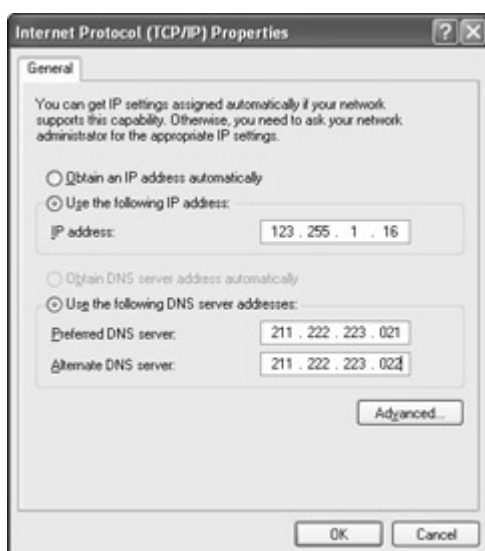 Internet Protocol (TCP/IP) Properties
General
You can get IP settings assigned automatically if your network
supports this capability. Otherwise, you need to ask your network
administrator for the appropriate IP settings.
Obtain an IP address automatically
Use the following IP address:
IP address: 123 . 255 . 1 . 16
Obtain DNS server address automatically
Use the following DNS server addresses:
Preferred DNS server: 211 . 222 . 223 . 021
Alternate DNS server: 211 . 222 . 223 . 022
Advanced...
OK Cancel